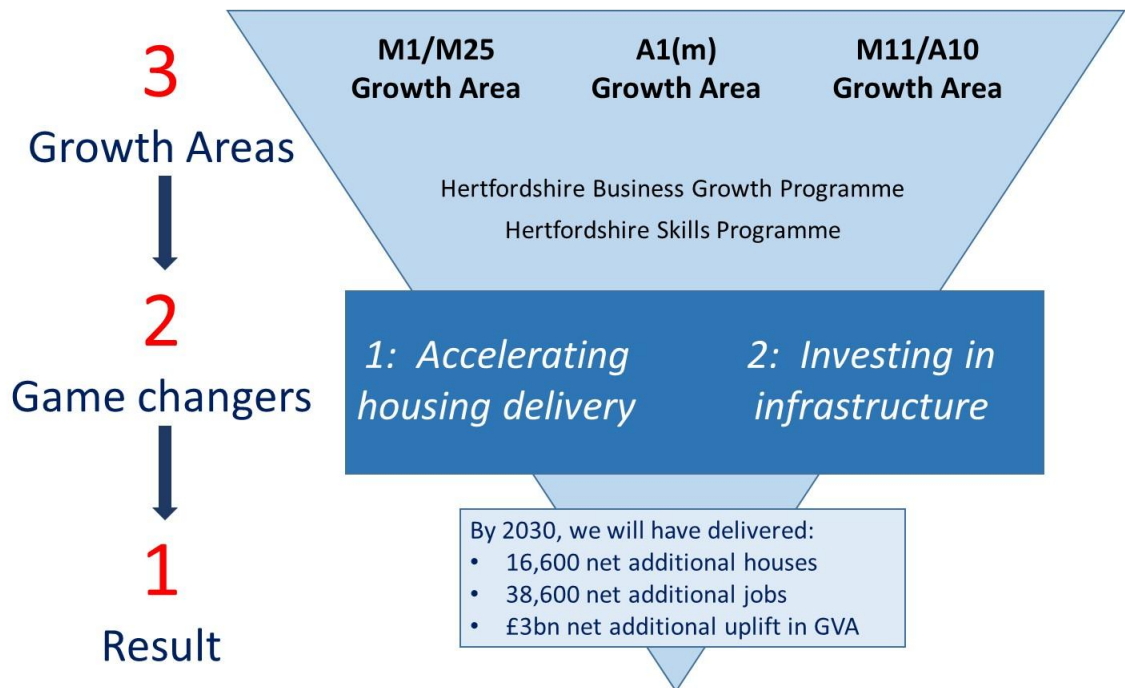 3
Growth Areas
2
Game changers
1
Result
M1/M25
Growth Area
A1(m)
Growth Area
M11/A10
Growth Area
Hertfordshire Business Growth Programme
Hertfordshire Skills Programme
1: Accelerating
housing delivery
2: Investing in
infrastructure
By 2030, we will have delivered:
• 16,600 net additional houses
• 38,600 net additional jobs
• £3bn net additional uplift in GVA